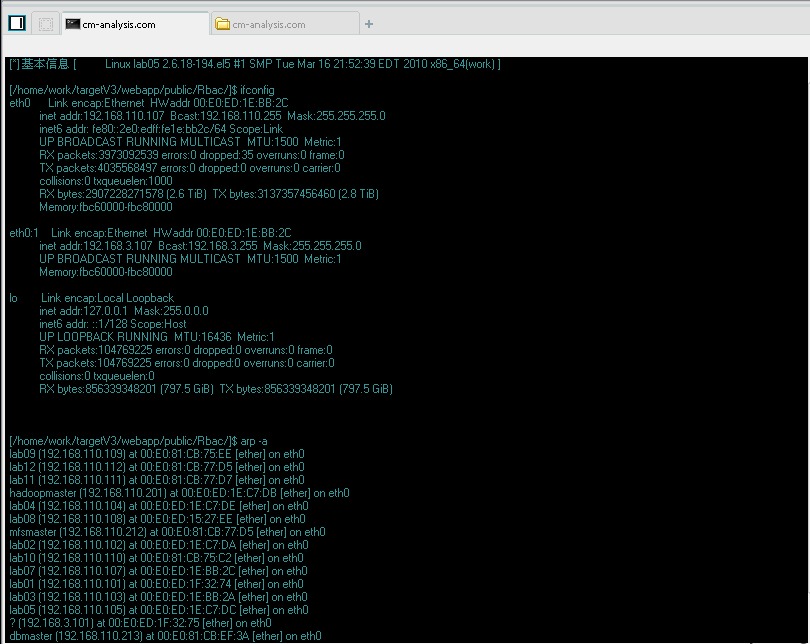 cm-analysis.com
cm-analysis.com
[*]基本信息 [ Linux lab05 2.6.18-194.el5 #1 SMP Tue Mar 16 21:52:39 EDT 2010 x86_64(work) ]
[/home/work/targetV3/webapp/public/Rbac/]$ ifconfig
eth0 Link encap:Ethernet HWaddr 00:E0:ED:1E:BB:2C
inet addr:192.168.110.107 Bcast:192.168.110.255 Mask:255.255.255.0
inet6 addr: fe80::2e0:edff:fe1e:bb2c/64 Scope:Link
UP BROADCAST RUNNING MULTICAST MTU:1500 Metric:1
RX packets:3973092539 errors:0 dropped:35 overruns:0 frame:0
TX packets:4035568497 errors:0 dropped:0 overruns:0 carrier:0
collisions:0 txqueuelen:1000
RX bytes:2907228271578 (2.6 TiB) TX bytes:3137357456460 (2.8 TiB)
Memory:fbc60000-fbc80000
eth0:1 Link encap:Ethernet HWaddr 00:E0:ED:1E:BB:2C
inet addr:192.168.3.107 Bcast:192.168.3.255 Mask:255.255.255.0
UP BROADCAST RUNNING MULTICAST MTU:1500 Metric:1
Memory:fbc60000-fbc80000
lo Link encap:Local Loopback
inet addr:127.0.0.1 Mask:255.0.0.0
inet6 addr: ::1/128 Scope:Host
UP LOOPBACK RUNNING MTU:16436 Metric:1
RX packets:104769225 errors:0 dropped:0 overruns:0 frame:0
TX packets:104769225 errors:0 dropped:0 overruns:0 carrier:0
collisions:0 txqueuelen:0
RX bytes:856339348201 (797.5 GiB) TX bytes:856339348201 (797.5 GiB)
[/home/work/targetV3/webapp/public/Rbac/]$ arp -a
lab09 (192.168.110.109) at 00:E0:81:CB:75:EE [ether] on eth0
lab12 (192.168.110.112) at 00:E0:81:CB:77:D5 [ether] on eth0
lab11 (192.168.110.111) at 00:E0:81:CB:77:D7 [ether] on eth0
hadoopmaster (192.168.110.201) at 00:E0:ED:1E:C7:DB [ether] on eth0
lab04 (192.168.110.104) at 00:E0:ED:1E:C7:DE [ether] on eth0
lab08 (192.168.110.108) at 00:E0:ED:15:27:EE [ether] on eth0
mfsmaster (192.168.110.212) at 00:E0:81:CB:77:D5 [ether] on eth0
lab02 (192.168.110.102) at 00:E0:ED:1E:C7:DA [ether] on eth0
lab10 (192.168.110.110) at 00:E0:81:CB:75:C2 [ether] on eth0
lab07 (192.168.110.107) at 00:E0:ED:1E:BB:2C [ether] on eth0
lab01 (192.168.110.101) at 00:E0:ED:1F:32:74 [ether] on eth0
lab03 (192.168.110.103) at 00:E0:ED:1E:BB:2A [ether] on eth0
lab05 (192.168.110.105) at 00:E0:ED:1E:C7:DC [ether] on eth0
? (192.168.3.101) at 00:E0:ED:1F:32:75 [ether] on eth0
dbmaster (192.168.110.213) at 00:E0:81:CB:EF:3A [ether] on eth0